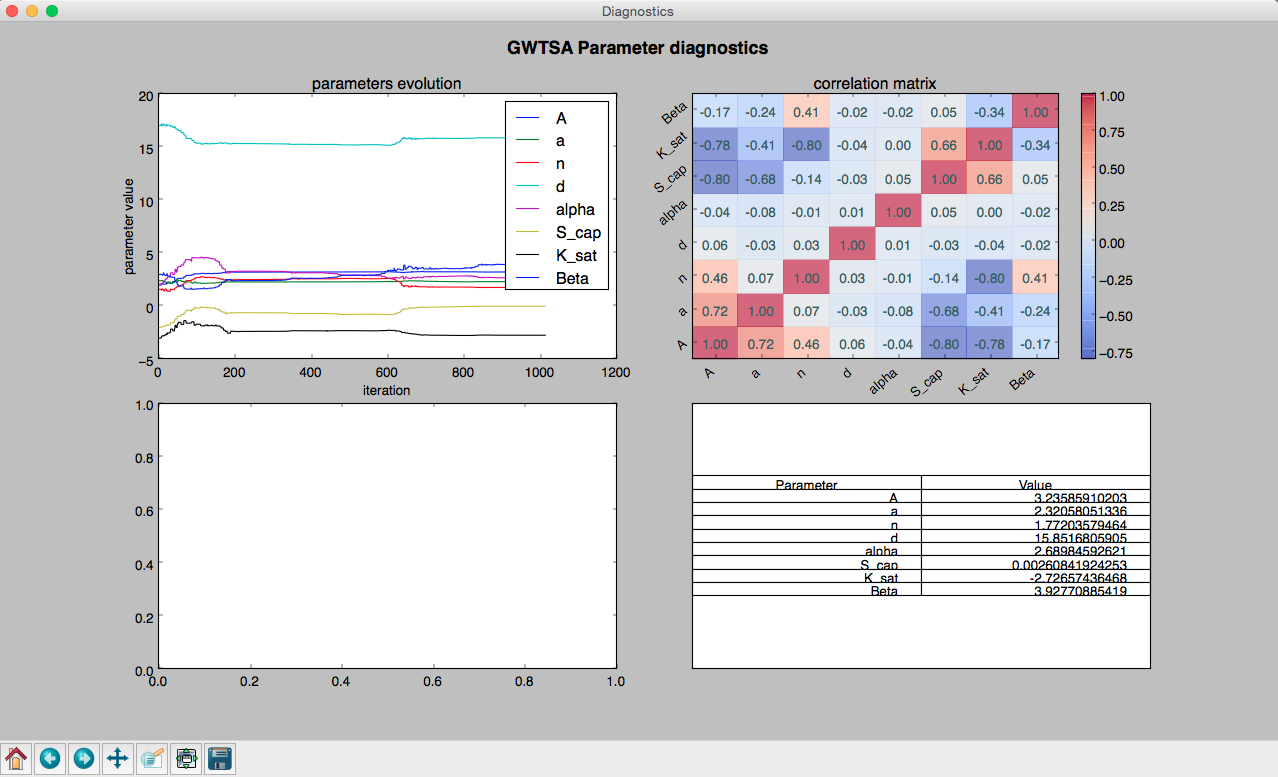 Diagnostics
GWTSA Parameter diagnostics
parameters evolution
20
15
10
5
0
−5
parameter value
0 200 400 600 800 1000 1200
iteration
A
a
n
d
alpha
S_cap
K_sat
Beta
correlation matrix
Beta -0.17 -0.24 0.41 -0.02 -0.02 0.05 -0.34 1.00
K_sat -0.78 -0.41 -0.80 -0.04 0.00 0.66 1.00 -0.34
S_cap -0.80 -0.68 -0.14 -0.03 0.05 1.00 0.66 0.05
alpha -0.04 -0.08 -0.01 0.01 1.00 0.05 0.00 -0.02
d 0.06 -0.03 0.03 1.00 0.01 -0.03 -0.04 -0.02
n 0.46 0.07 1.00 0.03 -0.01 -0.14 -0.80 0.41
a 0.72 1.00 0.07 -0.03 -0.08 -0.68 -0.41 -0.24
A 1.00 0.72 0.46 0.06 -0.04 -0.80 -0.78 -0.17
A a n d alpha S_cap K_sat Beta
1.00
0.75
0.50
0.25
0.00
−0.25
−0.50
−0.75
1.0
0.8
0.6
0.4
0.2
0.0
0.0 0.2 0.4 0.6 0.8 1.0
Parameter Value
A 3.23585910203
a 2.32058051336
n 1.77203579464
d 15.8516805905
alpha 2.68984592621
S_cap 0.00260841924253
K_sat -2.72657436468
Beta 3.92770885419